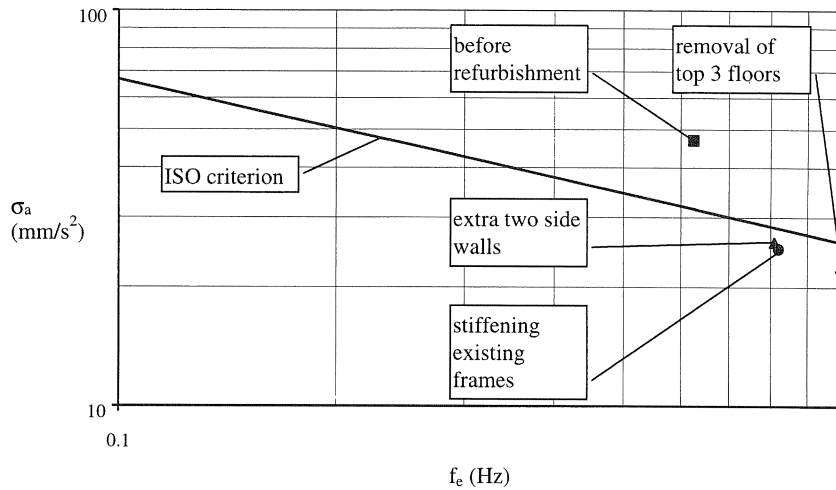 100
before
refurbishment
removal of
top 3 floors
ISO criterion
σa
(mm/s²)
extra two side
walls
stiffening
existing
frames
10
0.1
fe (Hz)